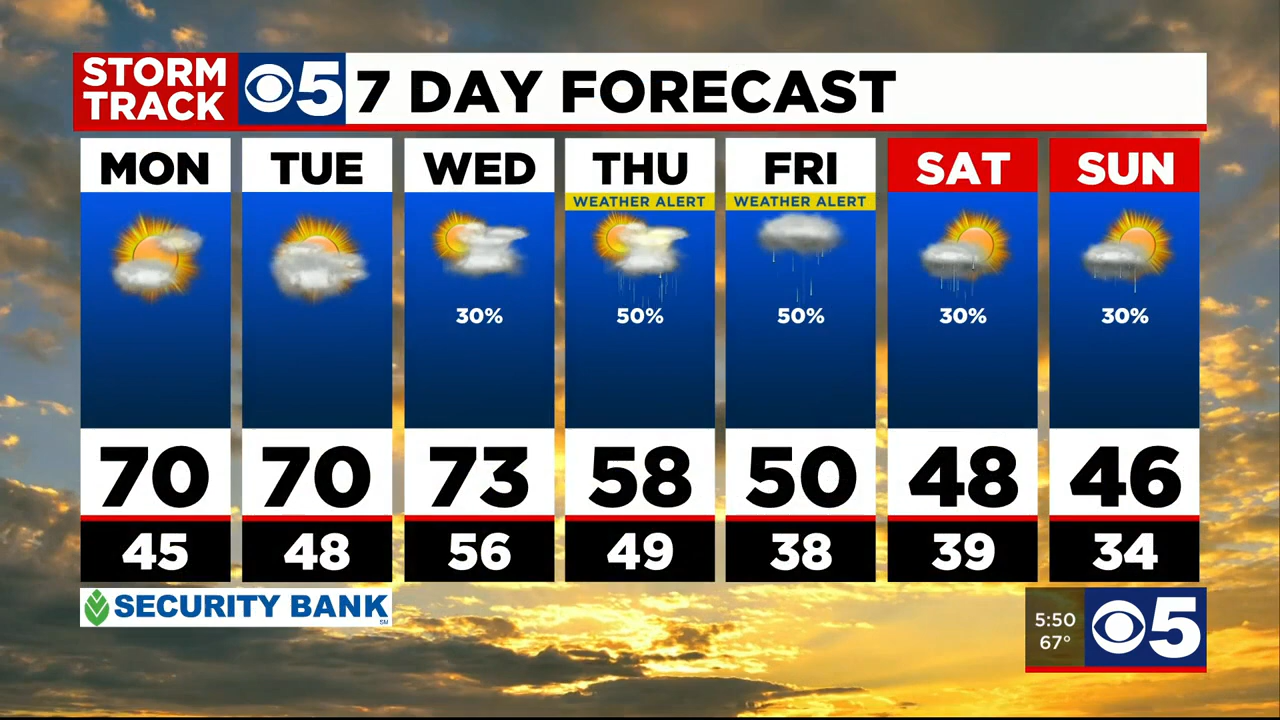 STORM
TRACK
5
7 DAY FORECAST
MON TUE WED THU FRI SAT SUN
WEATHER ALERT WEATHER ALERT
30% 50% 50% 30% 30%
70 70 73 58 50 48 46
45 48 56 49 38 39 34
SECURITY BANK SM
5:50
67°
5